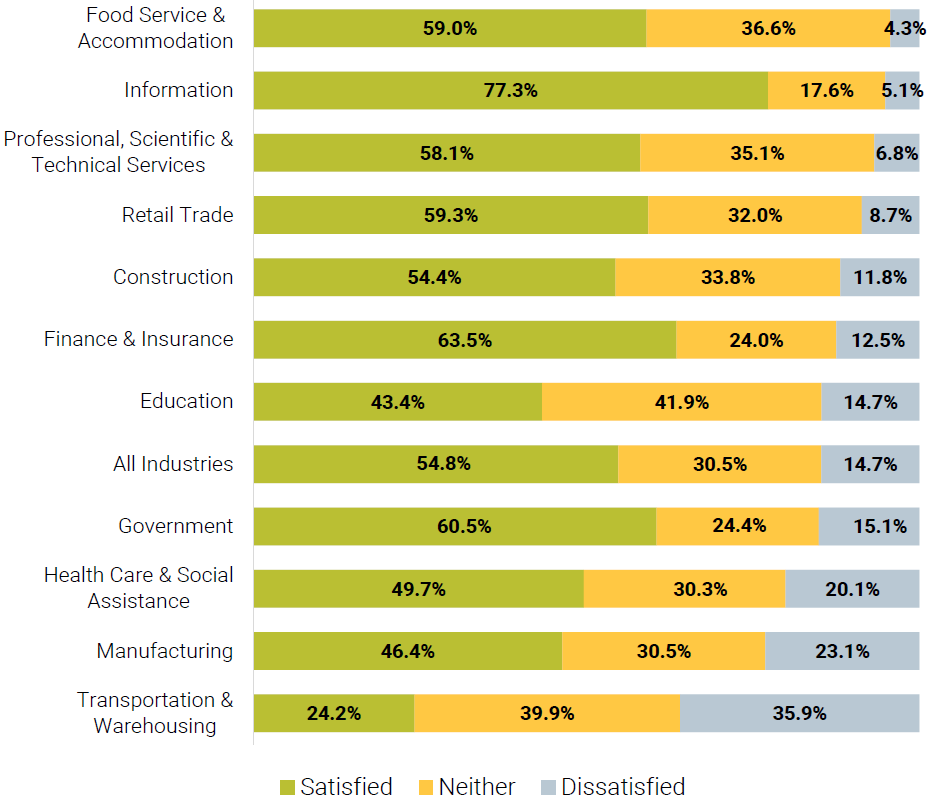 Food Service &
Accommodation
59.0% 36.6% 4.3%
Information
77.3% 17.6% 5.1%
Professional, Scientific &
Technical Services
58.1% 35.1% 6.8%
Retail Trade
59.3% 32.0% 8.7%
Construction
54.4% 33.8% 11.8%
Finance & Insurance
63.5% 24.0% 12.5%
Education
43.4% 41.9% 14.7%
All Industries
54.8% 30.5% 14.7%
Government
60.5% 24.4% 15.1%
Health Care & Social
Assistance
49.7% 30.3% 20.1%
Manufacturing
46.4% 30.5% 23.1%
Transportation &
Warehousing
24.2% 39.9% 35.9%
Satisfied Neither Dissatisfied